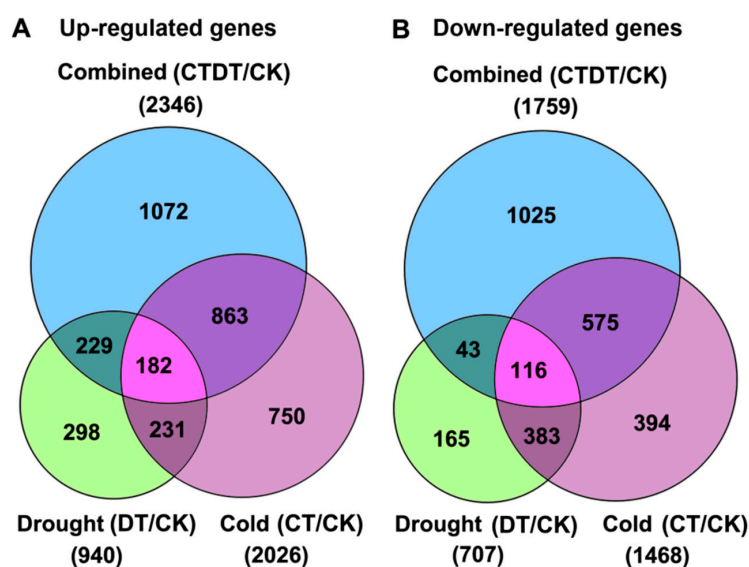 A Up-regulated genes
Combined (CTDT/CK)
(2346)
1072
863
229
182
298
231
750
Drought (DT/CK)
(940)
Cold (CT/CK)
(2026)
B Down-regulated genes
Combined (CTDT/CK)
(1759)
1025
575
43
116
165
383
394
Drought (DT/CK)
(707)
Cold (CT/CK)
(1468)